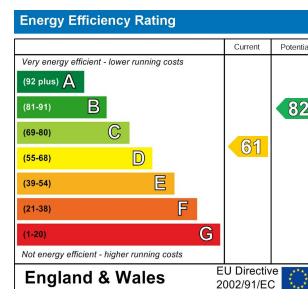 Energy Efficiency Rating
Current Potentia
Very energy efficient - lower running costs
(92 plus) A
(81-91) B
82
(69-80) C
61
(55-68) D
(39-54) E
(21-38) F
(1-20) G
Not energy efficient - higher running costs
England & Wales
EU Directive
2002/91/EC